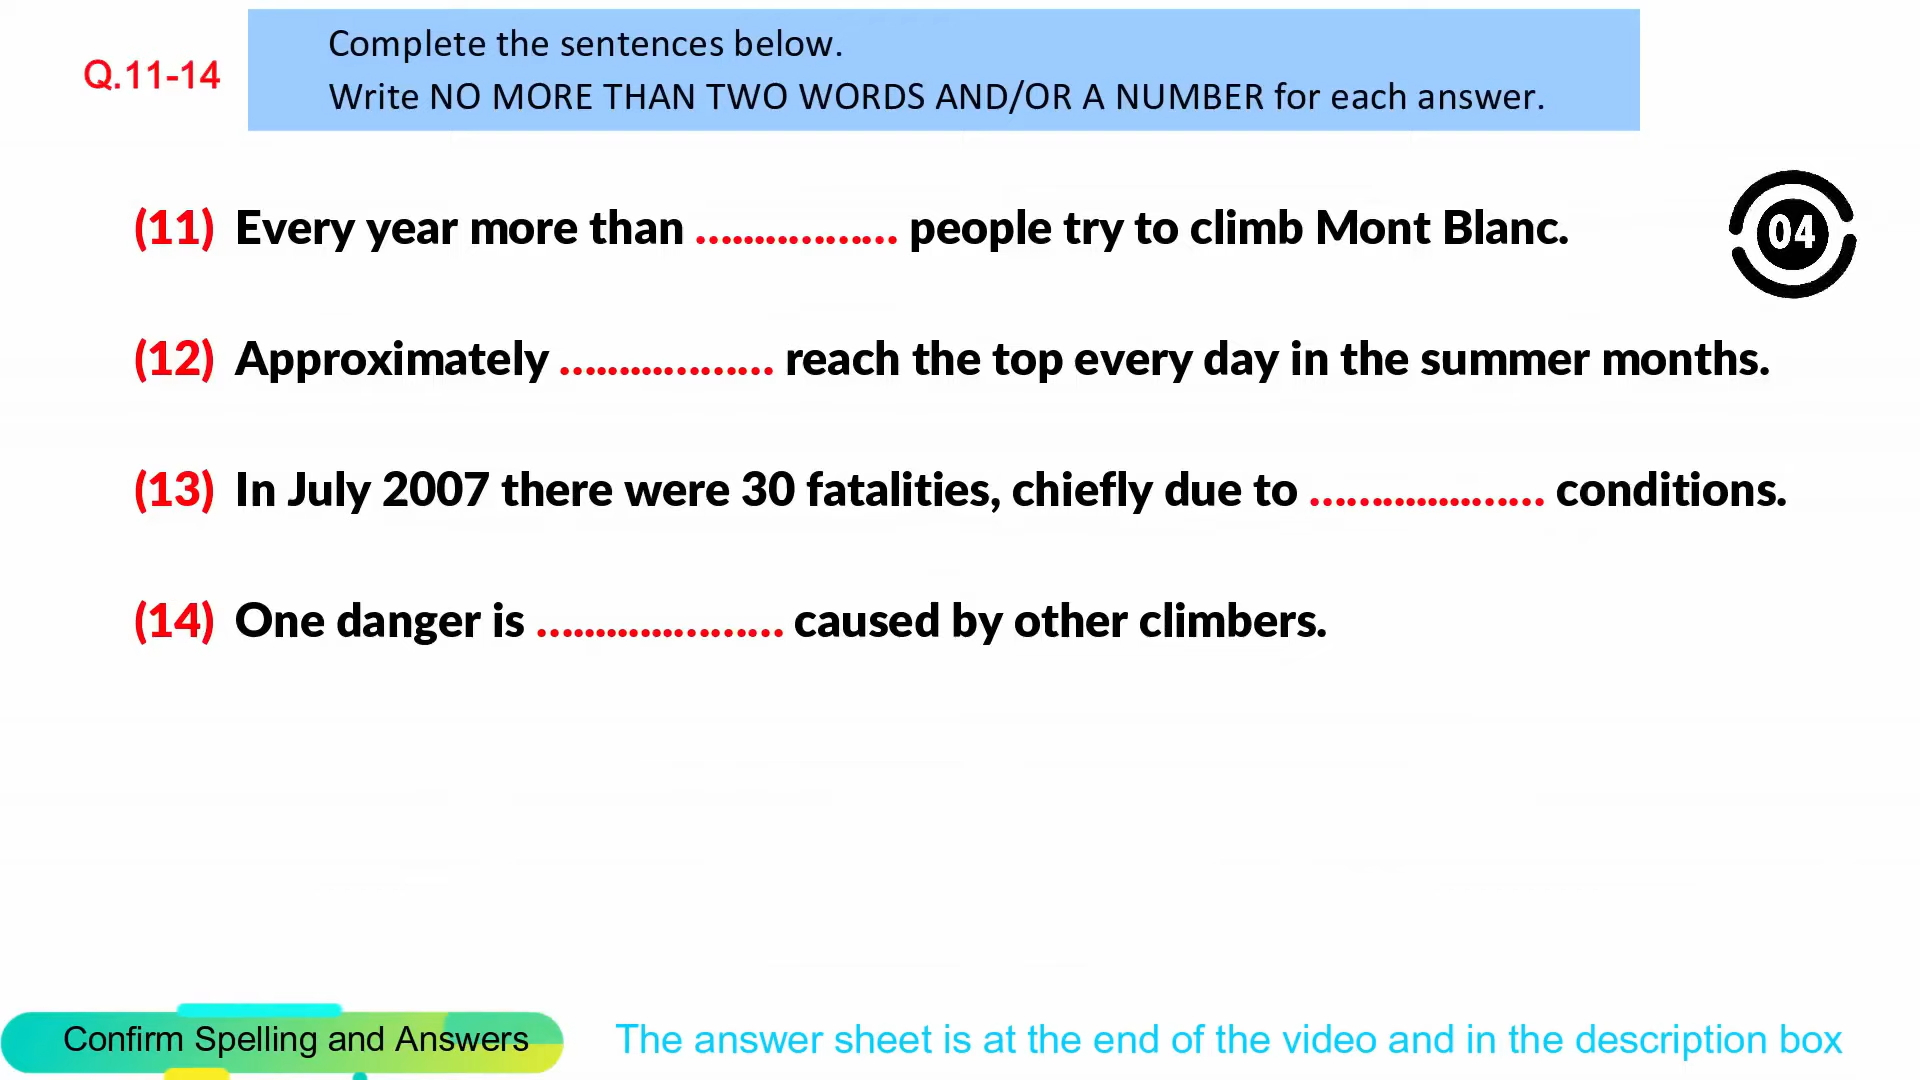 Q.11-14
Complete the sentences below.
Write NO MORE THAN TWO WORDS AND/OR A NUMBER for each answer.
(11) Every year more than .................... people try to climb Mont Blanc.
04
(12) Approximately .................... reach the top every day in the summer months.
(13) In July 2007 there were 30 fatalities, chiefly due to .................... conditions.
(14) One danger is .................... caused by other climbers.
Confirm Spelling and Answers
The answer sheet is at the end of the video and in the description box